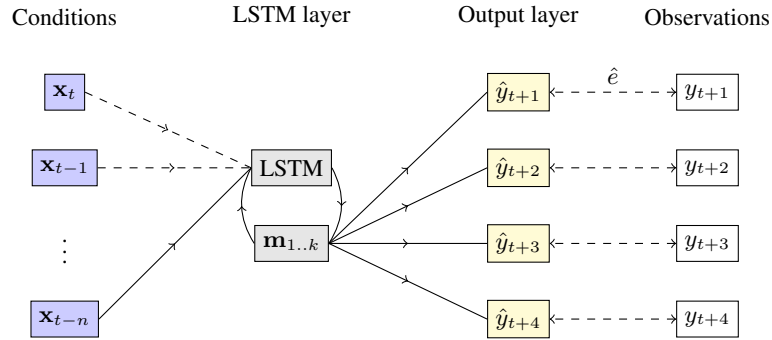 Conditions LSTM layer Output layer Observations
x_t ŷ_{t+1} ê y_{t+1}
x_{t−1} LSTM ŷ_{t+2} y_{t+2}
⋮ m_{1..k} ŷ_{t+3} y_{t+3}
x_{t−n} ŷ_{t+4} y_{t+4}